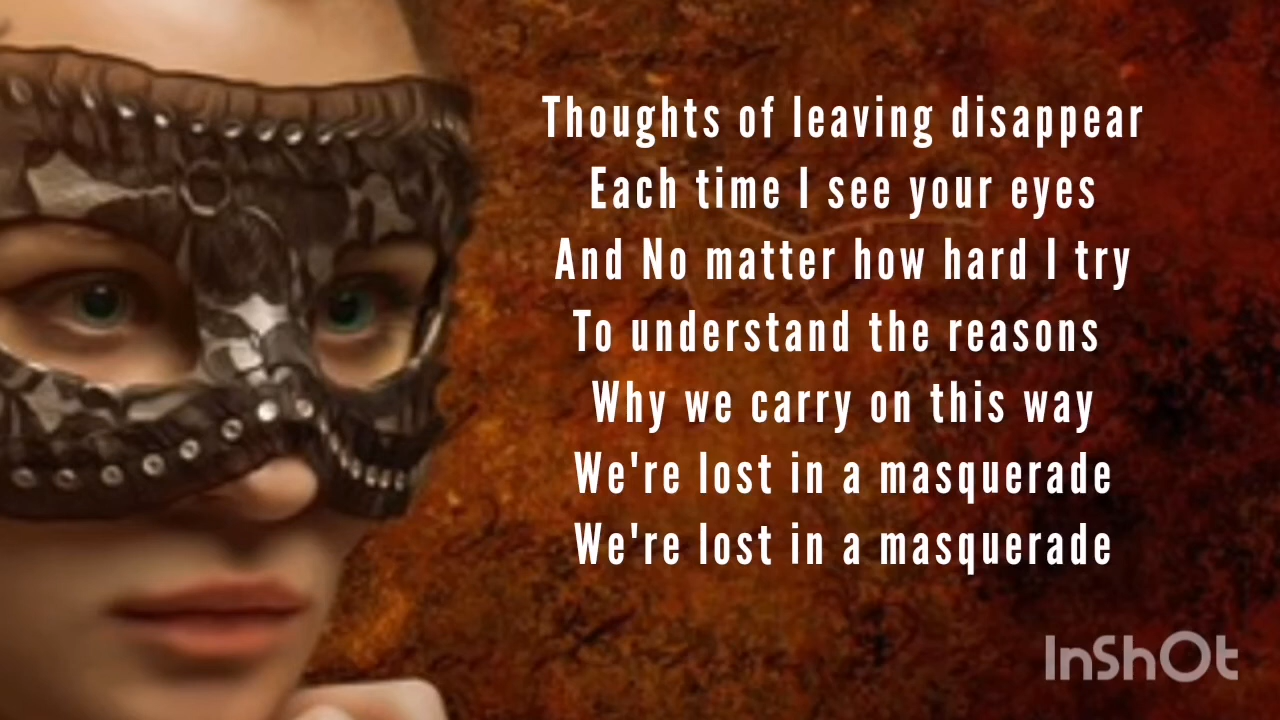 Thoughts of leaving disappear
Each time I see your eyes
And No matter how hard I try
To understand the reasons
Why we carry on this way
We're lost in a masquerade
We're lost in a masquerade
InShOt